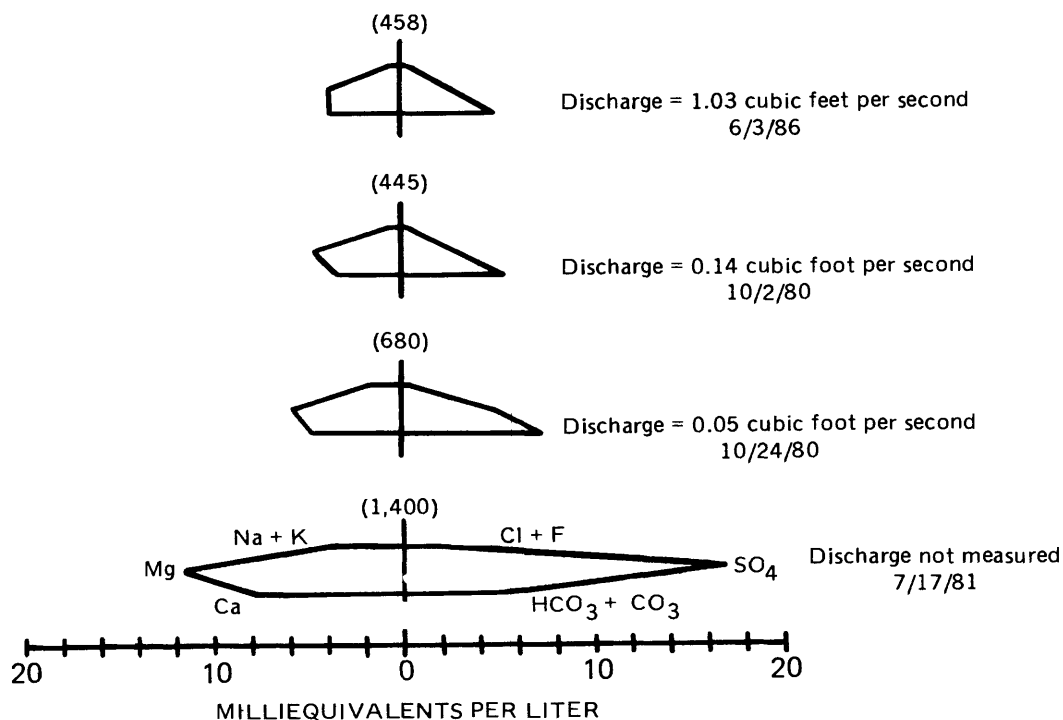 (458)
Discharge = 1.03 cubic feet per second
6/3/86
(445)
Discharge = 0.14 cubic foot per second
10/2/80
(680)
Discharge = 0.05 cubic foot per second
10/24/80
(1,400)
Na + K
Cl + F
Mg
SO4
Discharge not measured
7/17/81
Ca
HCO3 + CO3
20 10 0 10 20
MILLIEQUIVALENTS PER LITER